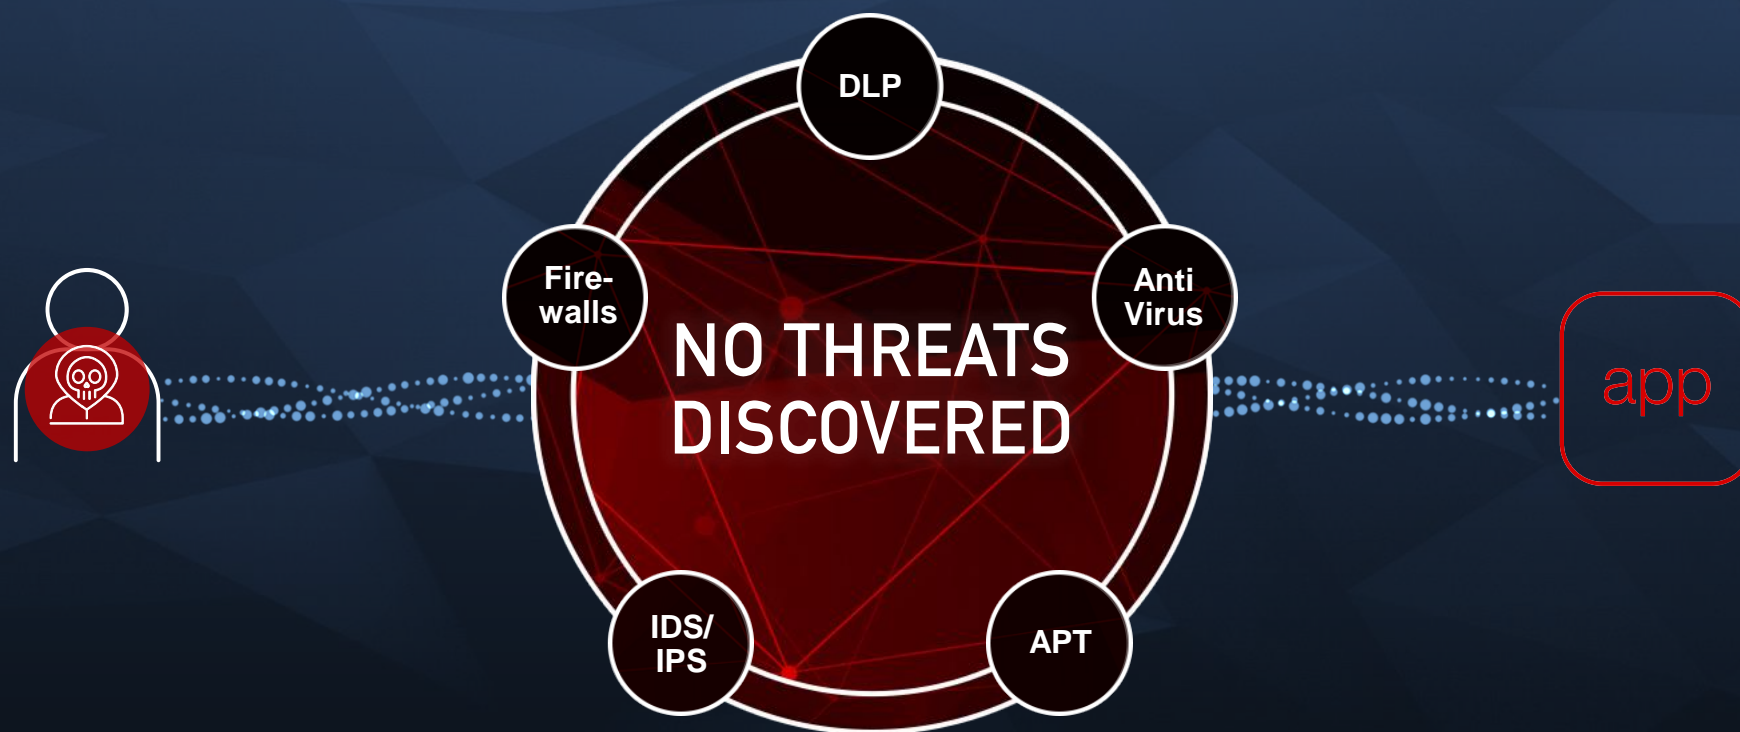 DLP
Fire-
walls
Anti
Virus
NO THREATS
DISCOVERED
app
IDS/
IPS
APT